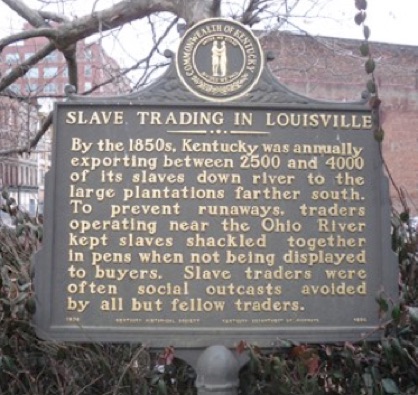 COMMONWEALTH OF KENTUCKY
SLAVE TRADING IN LOUISVILLE
By the 1850s, Kentucky was annually
exporting between 2500 and 4000
of its slaves down river to the
large plantations farther south.
To prevent runaways, traders
operating near the Ohio River
kept slaves shackled together
in pens when not being displayed
to buyers. Slave traders were
often social outcasts avoided
by all but fellow traders.
KENTUCKY HISTORICAL SOCIETY KENTUCKY DEPARTMENT OF HIGHWAYS